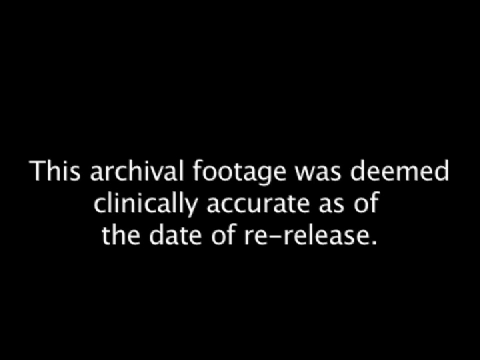 This archival footage was deemed
clinically accurate as of
the date of re-release.